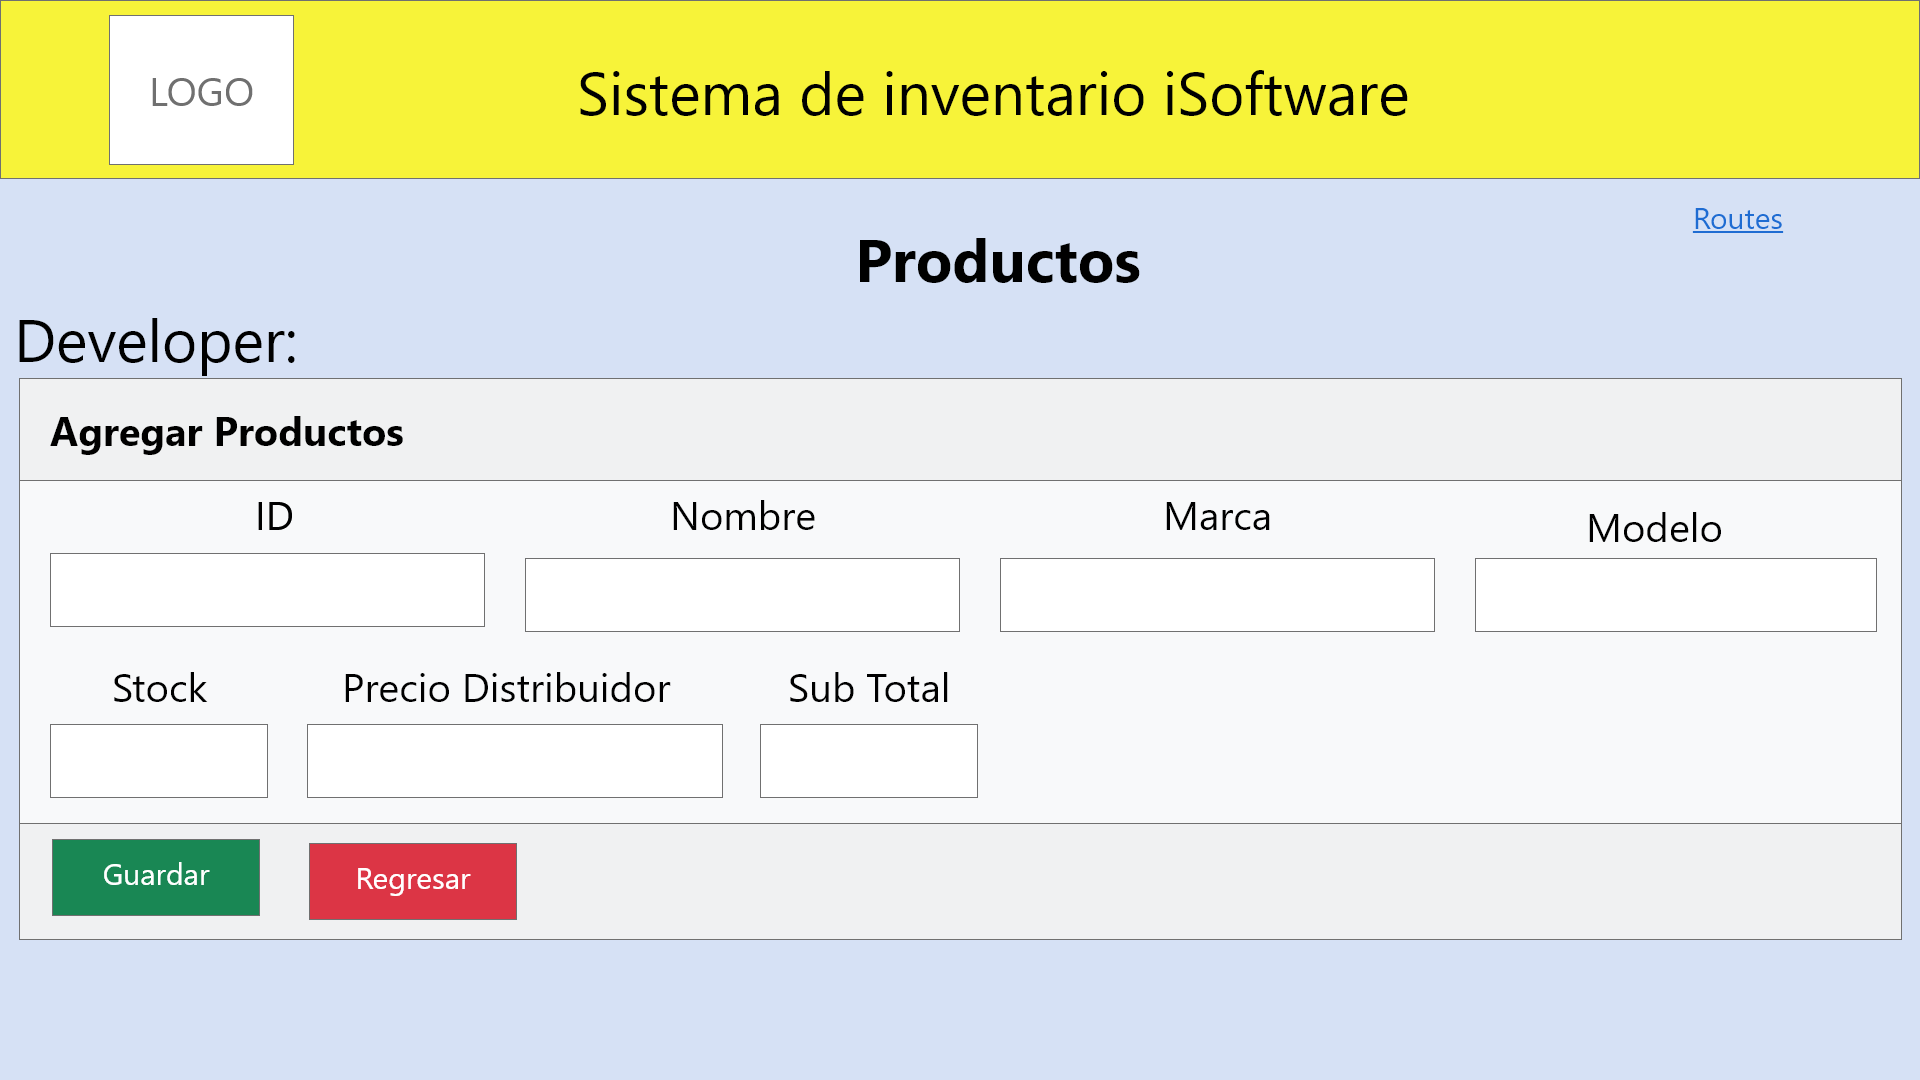 LOGO
Sistema de inventario iSoftware
Routes
Productos
Developer:
Agregar Productos
ID Nombre Marca Modelo
Stock Precio Distribuidor Sub Total
Guardar Regresar